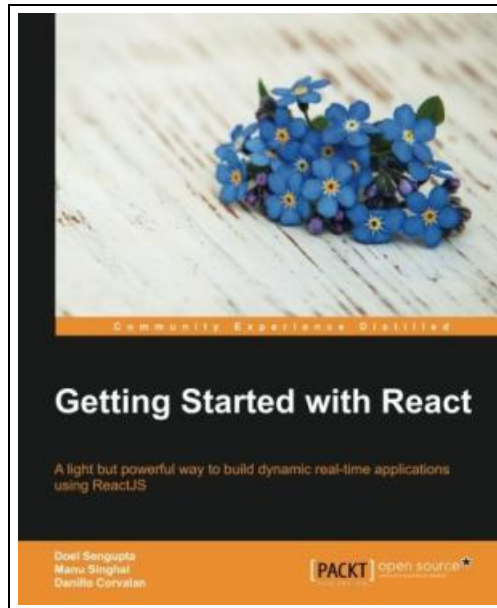 Community Experience Distilled
Getting Started with React
A light but powerful way to build dynamic real-time applications
using ReactJS
Doel Sengupta
Manu Singhal
Danillo Corvalan
[PACKT] open source*